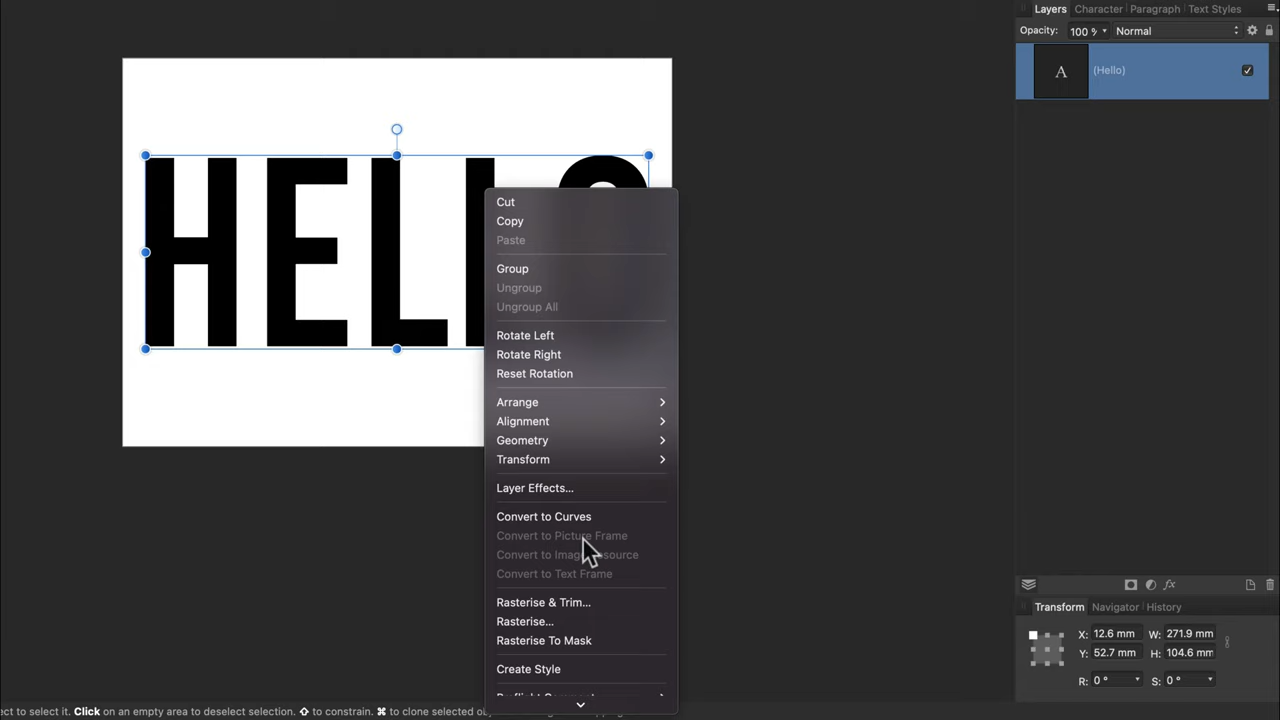 Layers Character Paragraph Text Styles
Opacity: 100 % Normal
A (Hello)
HELLO
Cut
Copy
Paste
Group
Ungroup
Ungroup All
Rotate Left
Rotate Right
Reset Rotation
Arrange
Alignment
Geometry
Transform
Layer Effects...
Convert to Curves
Convert to Picture Frame
Convert to Image
Convert to Text Frame
Rasterise & Trim...
Rasterise...
Rasterise To Mask
Create Style
fx
Transform Navigator History
X: 12.6 mm W: 271.9 mm
Y: 52.7 mm H: 104.6 mm
R: 0 ° S: 0 °
ect to select it. Click on an empty area to deselect selection. ⇧ to constrain. ⌘ to clone selected